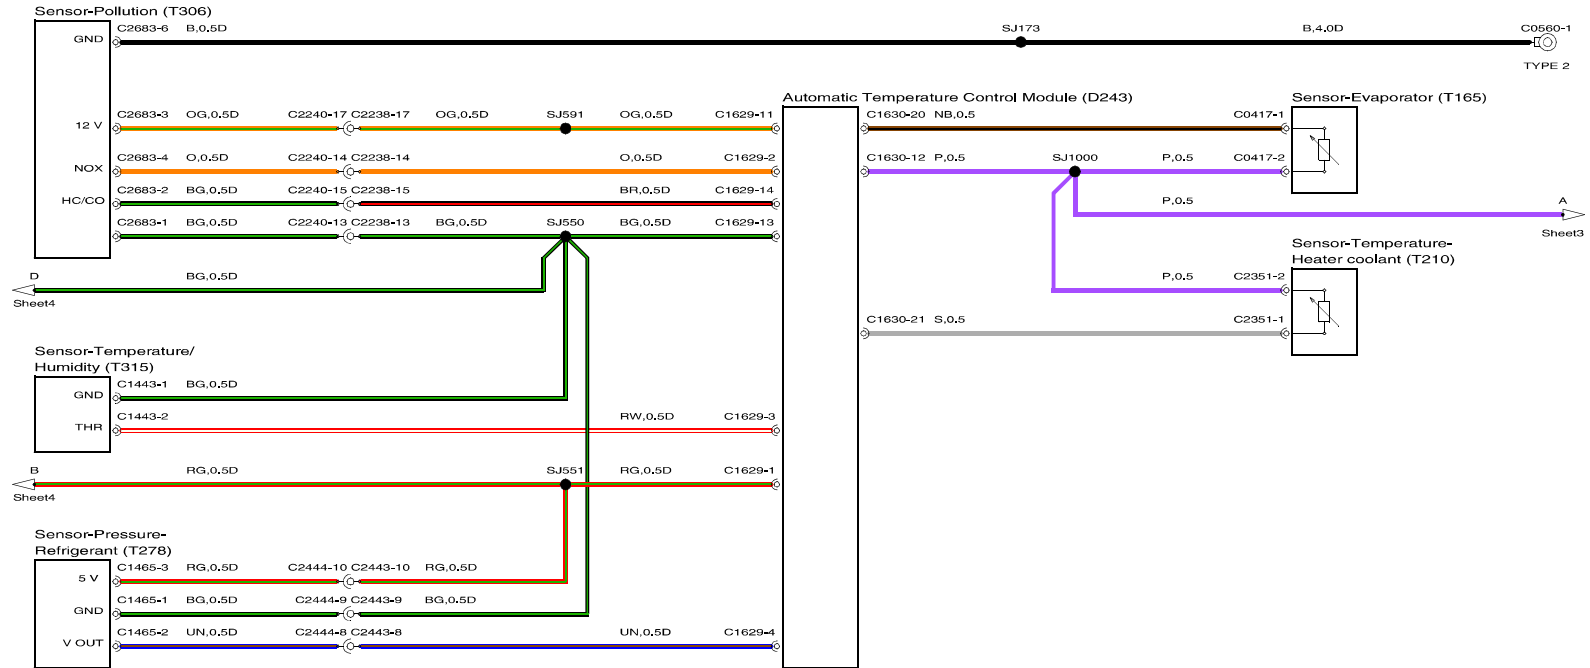 Sensor-Pollution (T306)
GND C2683-6 B,0.5D SJ173 B,4.0D C0560-1
TYPE 2
Automatic Temperature Control Module (D243) Sensor-Evaporator (T165)
12 V C2683-3 OG,0.5D C2240-17 C2238-17 OG,0.5D SJ591 OG,0.5D C1629-11 C1630-20 NB,0.5 C0417-1
NOX C2683-4 O,0.5D C2240-14 C2238-14 O,0.5D C1629-2 C1630-12 P,0.5 SJ1000 P,0.5 C0417-2
HC/CO C2683-2 BG,0.5D C2240-15 C2238-15 BR,0.5D C1629-14
P,0.5 A
C2683-1 BG,0.5D C2240-13 C2238-13 BG,0.5D SJ550 BG,0.5D C1629-13
Sheet3
Sensor-Temperature-
Heater coolant (T210)
D BG,0.5D P,0.5 C2351-2
Sheet4
C1630-21 S,0.5 C2351-1
Sensor-Temperature/
Humidity (T315)
GND C1443-1 BG,0.5D
THR C1443-2 RW,0.5D C1629-3
B RG,0.5D SJ551 RG,0.5D C1629-1
Sheet4
Sensor-Pressure-
Refrigerant (T278)
5 V C1465-3 RG,0.5D C2444-10 C2443-10 RG,0.5D
GND C1465-1 BG,0.5D C2444-9 C2443-9 BG,0.5D
V OUT C1465-2 UN,0.5D C2444-8 C2443-8 UN,0.5D C1629-4